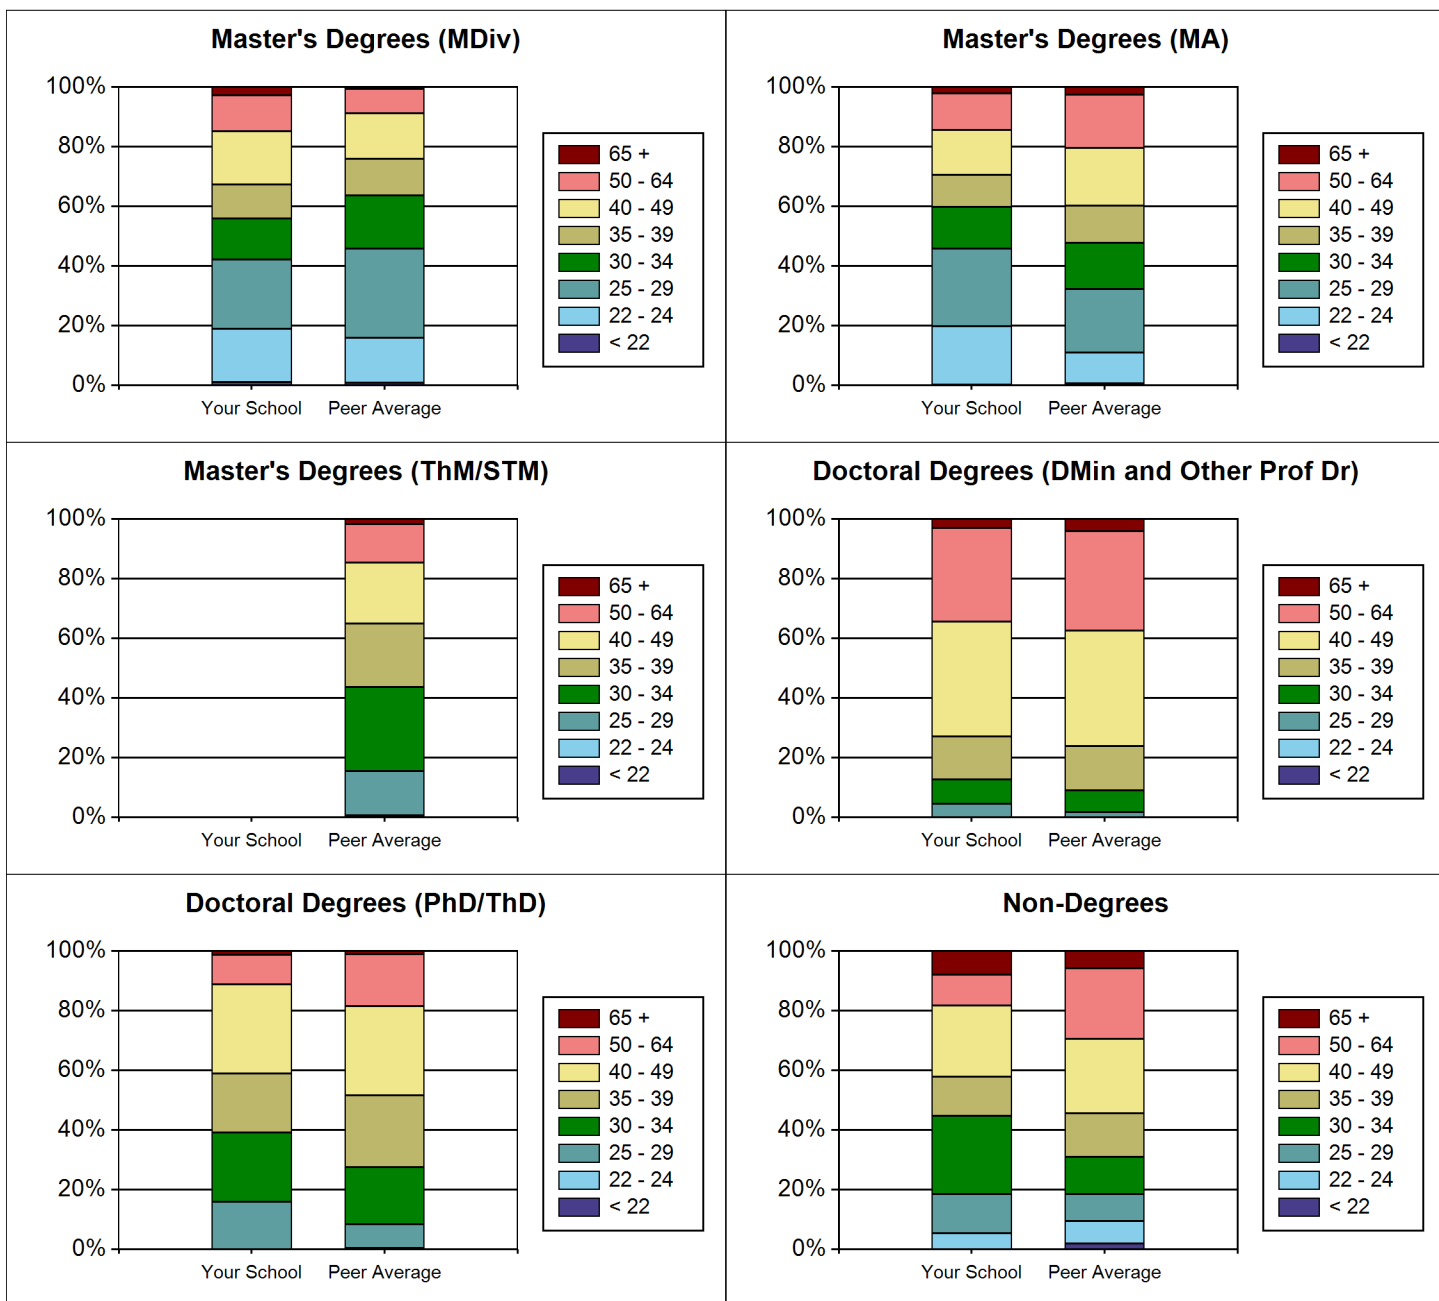 Master's Degrees (MDiv)
100%
80%
60%
40%
20%
0%
Your School
Peer Average
65 +
50 - 64
40 - 49
35 - 39
30 - 34
25 - 29
22 - 24
< 22
Master's Degrees (MA)
100%
80%
60%
40%
20%
0%
Your School
Peer Average
65 +
50 - 64
40 - 49
35 - 39
30 - 34
25 - 29
22 - 24
< 22
Master's Degrees (ThM/STM)
100%
80%
60%
40%
20%
0%
Your School
Peer Average
65 +
50 - 64
40 - 49
35 - 39
30 - 34
25 - 29
22 - 24
< 22
Doctoral Degrees (DMin and Other Prof Dr)
100%
80%
60%
40%
20%
0%
Your School
Peer Average
65 +
50 - 64
40 - 49
35 - 39
30 - 34
25 - 29
22 - 24
< 22
Doctoral Degrees (PhD/ThD)
100%
80%
60%
40%
20%
0%
Your School
Peer Average
65 +
50 - 64
40 - 49
35 - 39
30 - 34
25 - 29
22 - 24
< 22
Non-Degrees
100%
80%
60%
40%
20%
0%
Your School
Peer Average
65 +
50 - 64
40 - 49
35 - 39
30 - 34
25 - 29
22 - 24
< 22